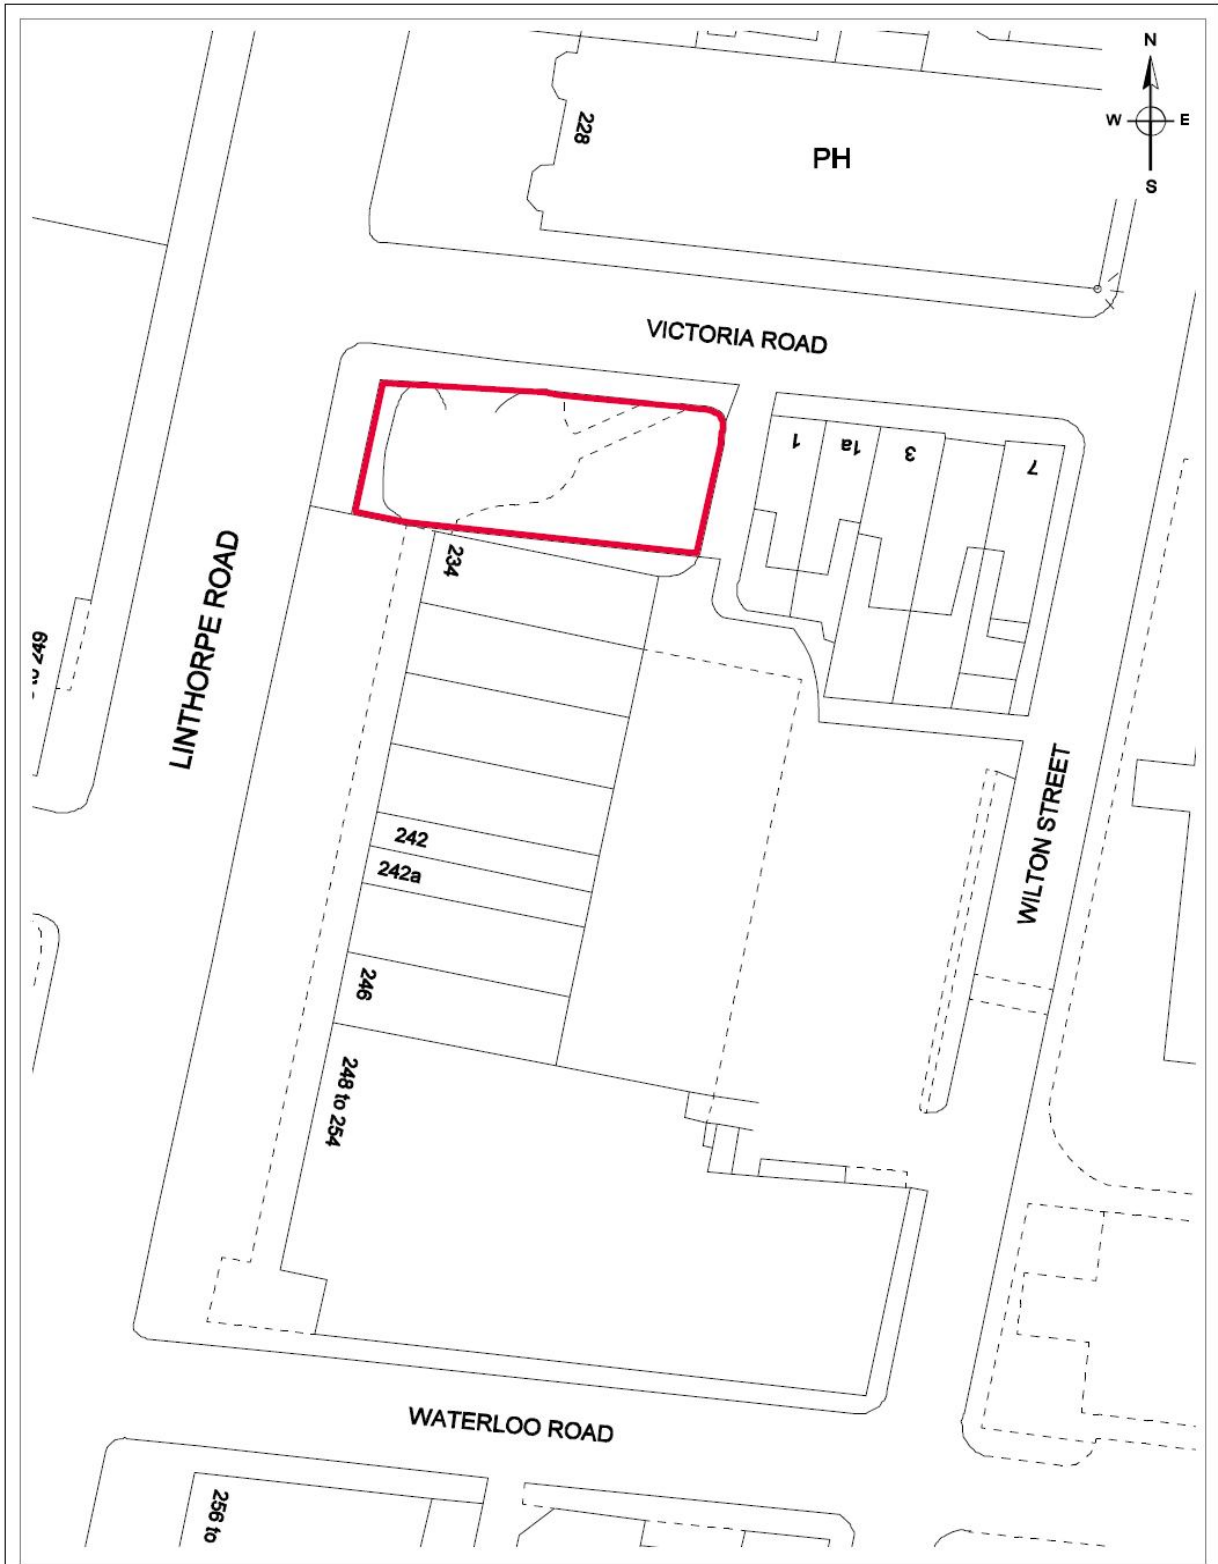 N
W E
S
228
PH
VICTORIA ROAD
1
1a
3
7
234
LINTHORPE ROAD
242
242a
WILTON STREET
246
248 to 254
WATERLOO ROAD
256 to